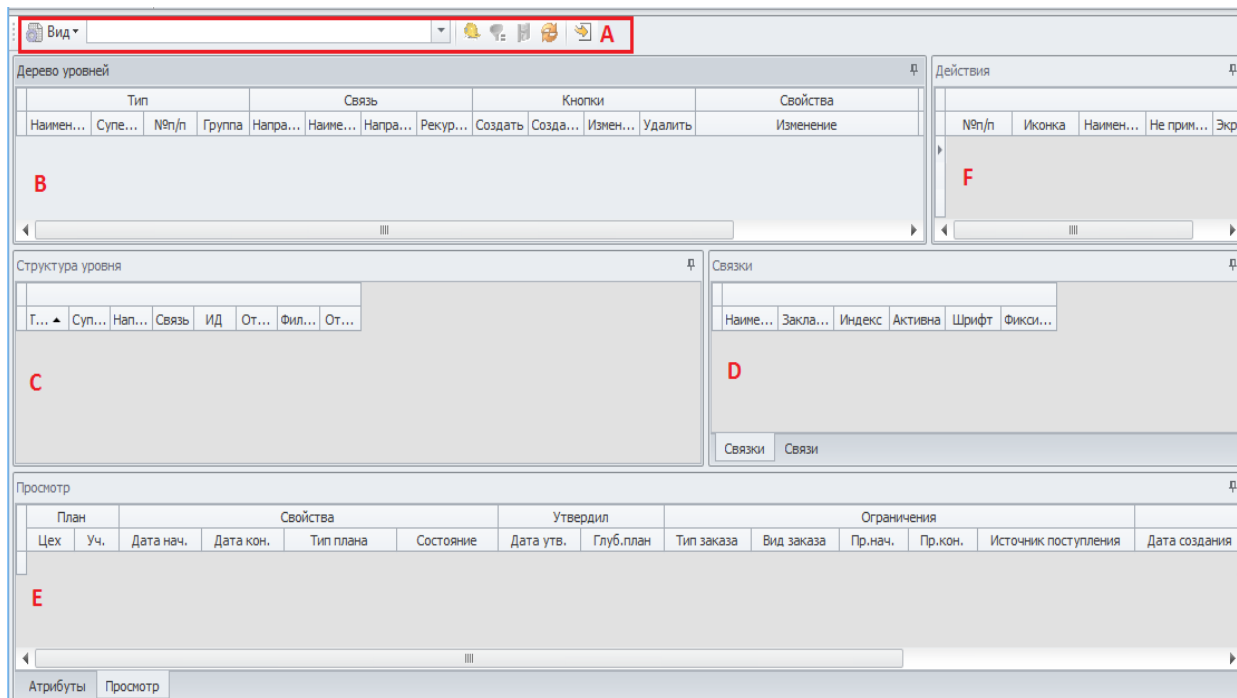 Вид A
Дерево уровней
Тип Связь Кнопки Свойства
Наимен... Супе... №п/п Группа Напра... Наиме... Напра... Рекур... Создать Созда... Измен... Удалить Изменение
B
Действия
№п/п Иконка Наимен... Не прим... Экр
F
Структура уровня
Г... Суп... Нап... Связь ИД От... Фил... От...
C
Связки
Наиме... Закла... Индекс Активна Шрифт Фикси...
D
Связки Связи
Просмотр
План Свойства Утвердил Ограничения
Цех Уч. Дата нач. Дата кон. Тип плана Состояние Дата утв. Глуб.план Тип заказа Вид заказа Пр.нач. Пр.кон. Источник поступления Дата создания
E
Атрибуты Просмотр